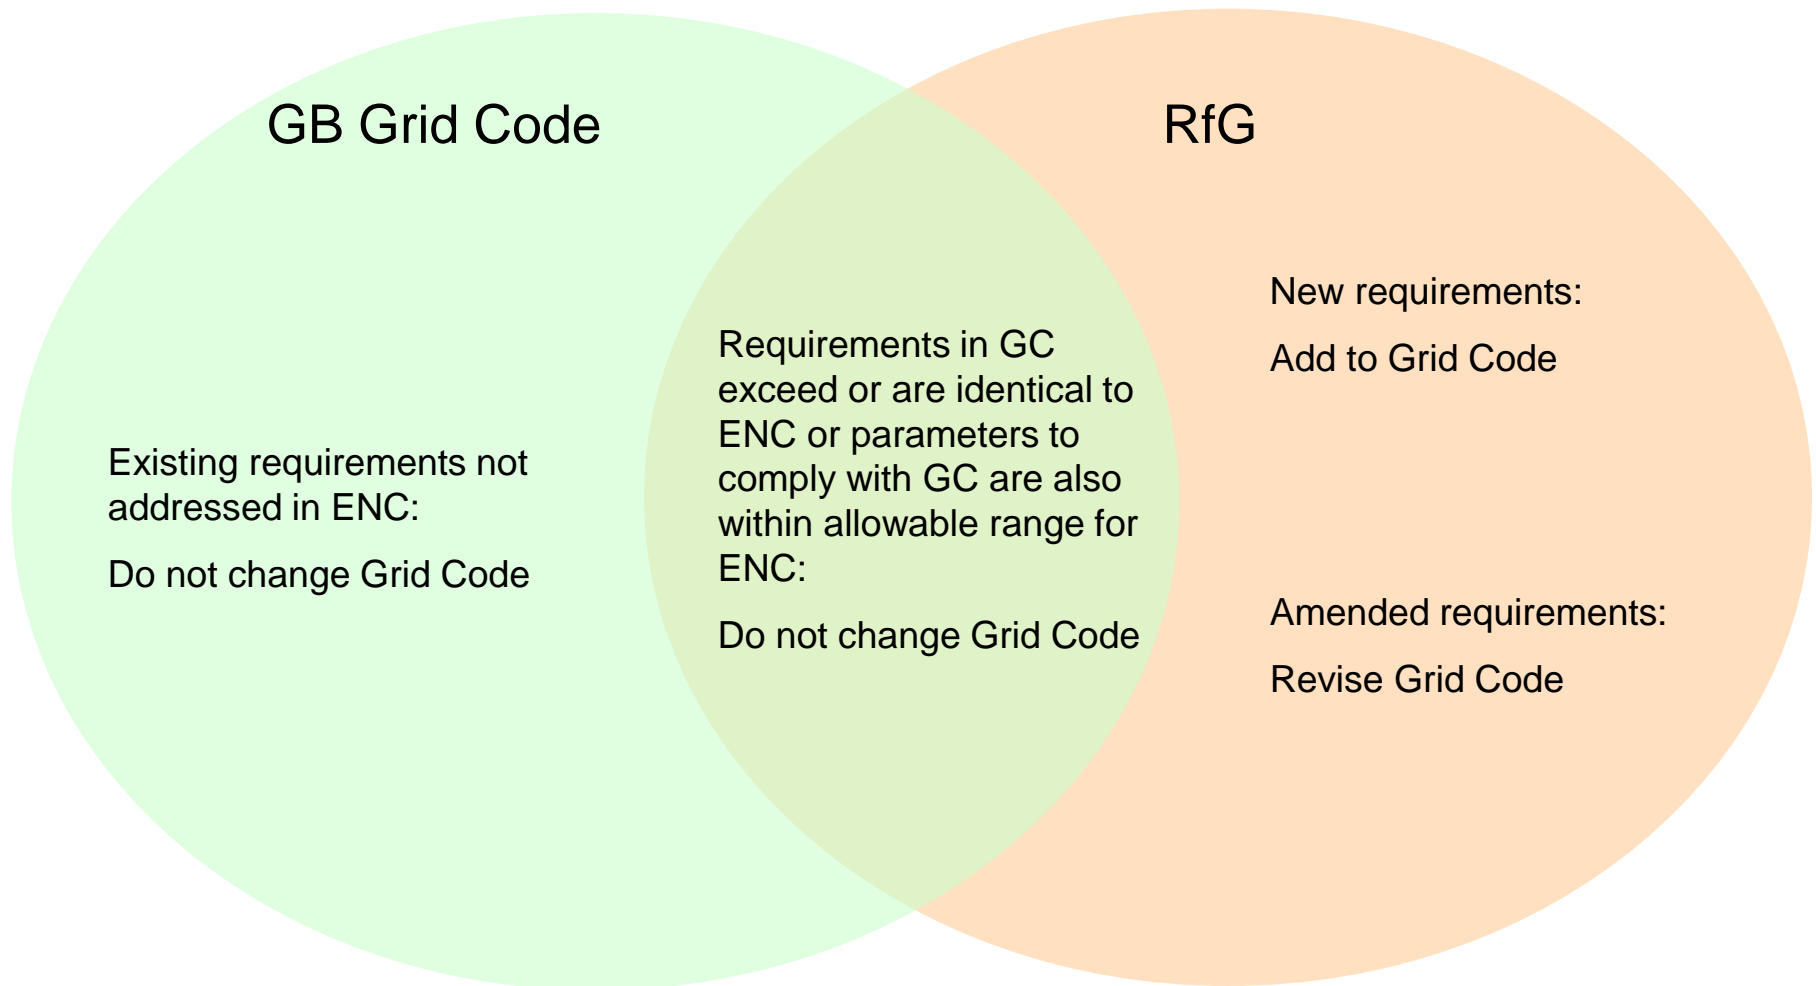 GB Grid Code
RfG
Existing requirements not
addressed in ENC:
Do not change Grid Code
Requirements in GC
exceed or are identical to
ENC or parameters to
comply with GC are also
within allowable range for
ENC:
Do not change Grid Code
New requirements:
Add to Grid Code
Amended requirements:
Revise Grid Code